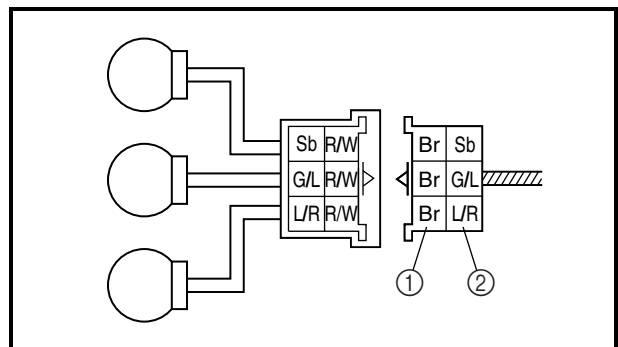 Sb R/W Br Sb
G/L R/W Br G/L
L/R R/W Br L/R
① ②